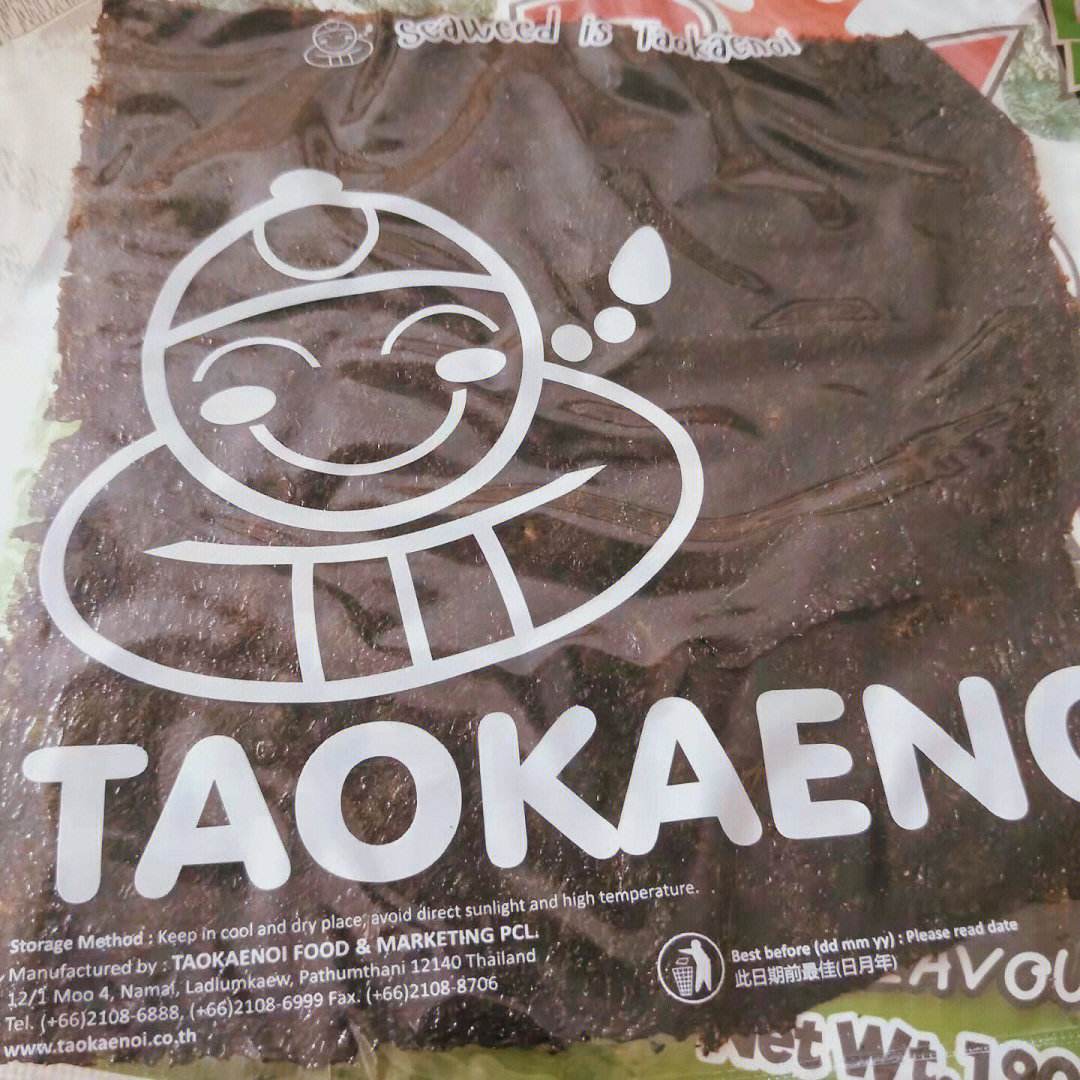 Seaweed is Taokaenoi
TAOKAENO
Storage Method : Keep in cool and dry place, avoid direct sunlight and high temperature.
Manufactured by : TAOKAENOI FOOD & MARKETING PCL.
12/1 Moo 4, Namai, Ladlumkaew, Pathumthani 12140 Thailand
Tel. (+66)2108-6888, (+66)2108-6999 Fax. (+66)2108-8706
www.taokaenoi.co.th
Best before (dd mm yy) : Please read date
此日期前最佳(日月年)
AVOU
Net Wt.